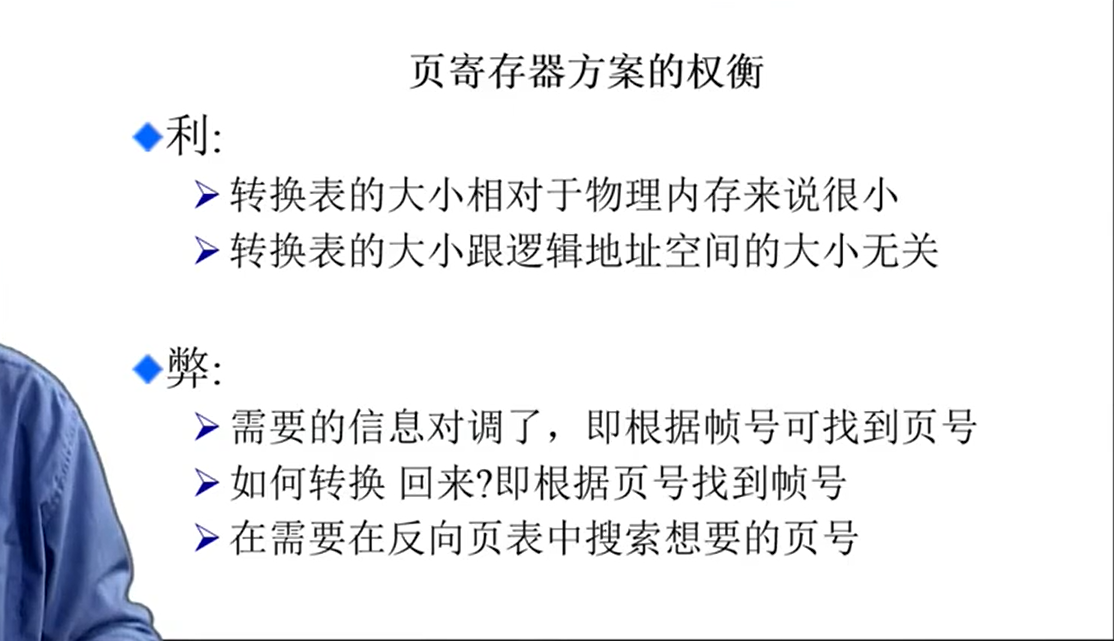 页寄存器方案的权衡
利:
转换表的大小相对于物理内存来说很小
转换表的大小跟逻辑地址空间的大小无关
弊:
需要的信息对调了，即根据帧号可找到页号
如何转换 回来?即根据页号找到帧号
在需要在反向页表中搜索想要的页号